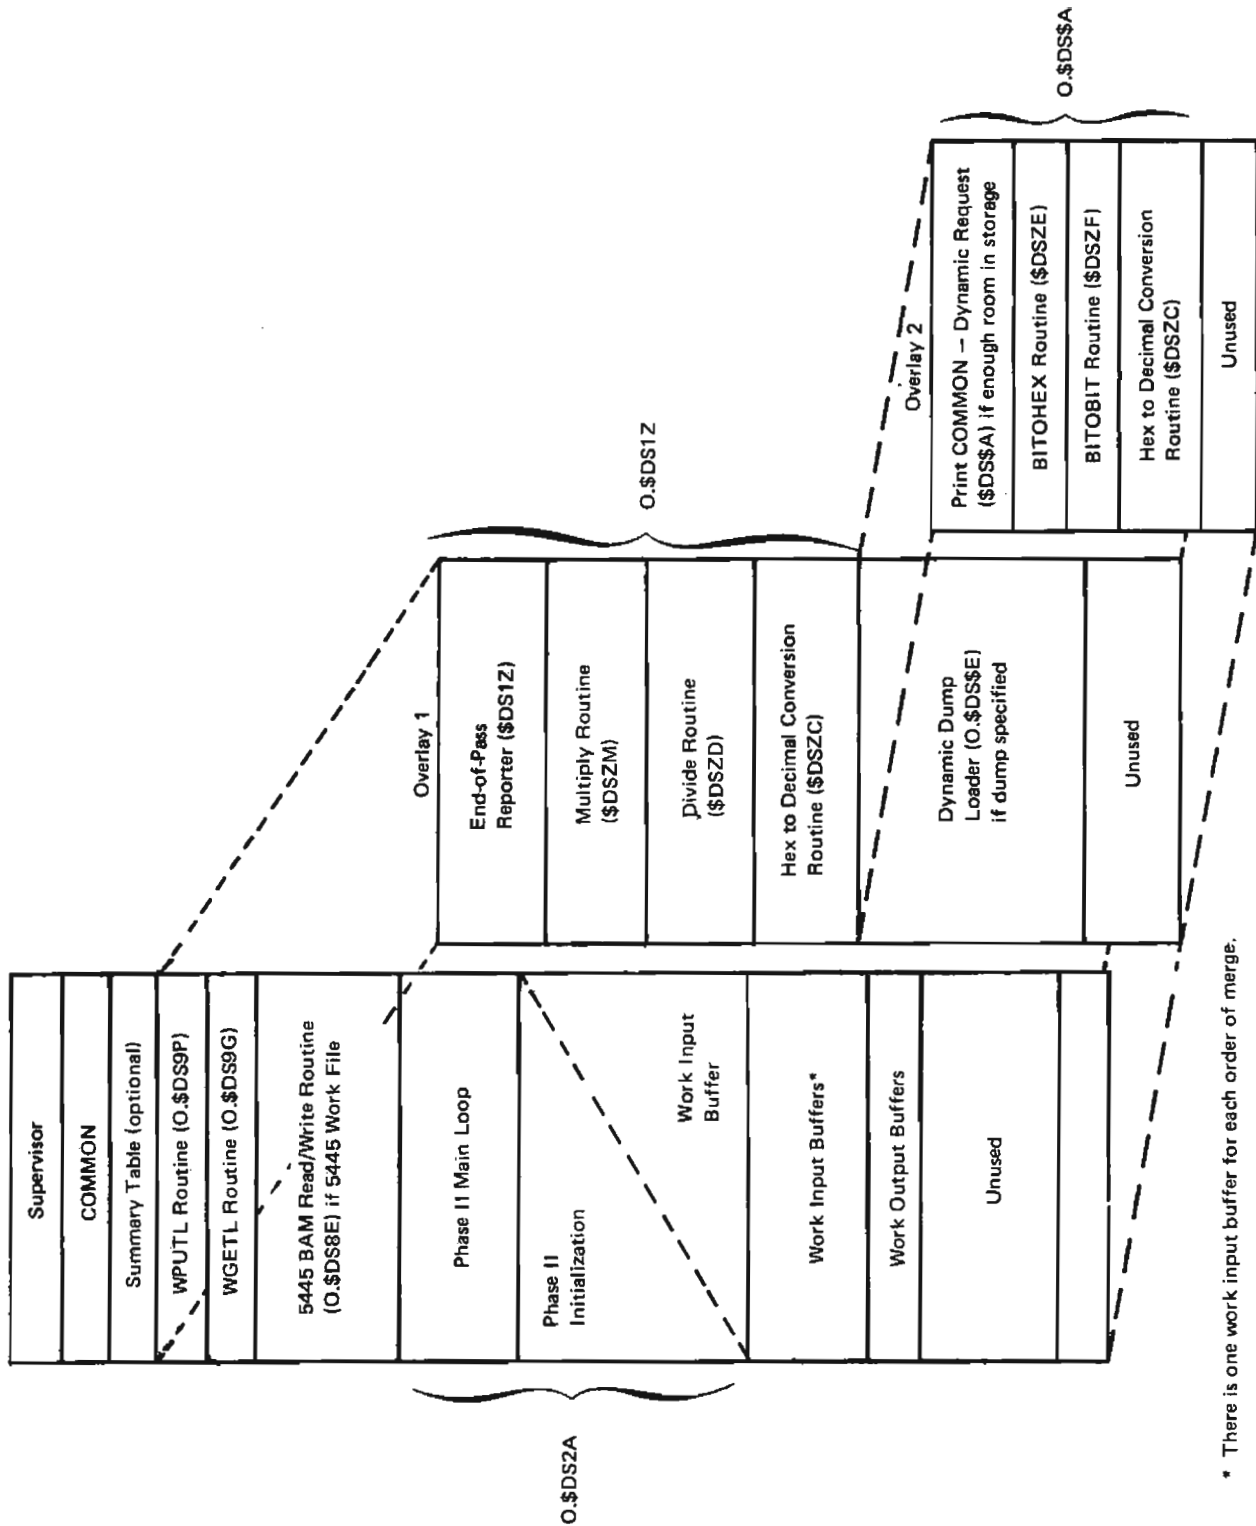 Supervisor
COMMON
Summary Table (optional)
WPUTL Routine (O.$DS9P)
WGETL Routine (O.$DS9G)
5445 BAM Read/Write Routine
(O.$DS8E) if 5445 Work File
Phase II Main Loop
Phase II
Initialization
Work Input
Buffer
Work Input Buffers*
Work Output Buffers
Unused
O.$DS2A
Overlay 1
End-of-Pass
Reporter ($DS1Z)
Multiply Routine
($DSZM)
Divide Routine
($DSZD)
Hex to Decimal Conversion
Routine ($DSZC)
Dynamic Dump
Loader (O.$DS$E)
if dump specified
Unused
O.$DS1Z
Overlay 2
Print COMMON – Dynamic Request
($DS$A) if enough room in storage
BITOHEX Routine ($DSZE)
BITOBIT Routine ($DSZF)
Hex to Decimal Conversion
Routine ($DSZC)
Unused
O.$DS$A
* There is one work input buffer for each order of merge.